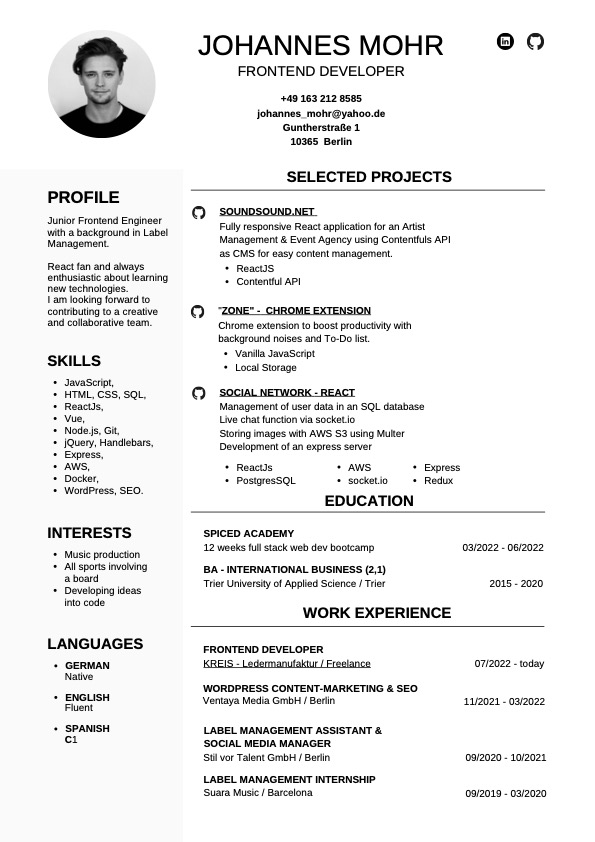 JOHANNES MOHR
FRONTEND DEVELOPER
+49 163 212 8585
johannes_mohr@yahoo.de
Guntherstraße 1
10365 Berlin
PROFILE
Junior Frontend Engineer
with a background in Label
Management.
React fan and always
enthusiastic about learning
new technologies.
I am looking forward to
contributing to a creative
and collaborative team.
SKILLS
• JavaScript,
• HTML, CSS, SQL,
• ReactJs,
• Vue,
• Node.js, Git,
• jQuery, Handlebars,
• Express,
• AWS,
• Docker,
• WordPress, SEO.
INTERESTS
• Music production
• All sports involving
a board
• Developing ideas
into code
LANGUAGES
• GERMAN
Native
• ENGLISH
Fluent
• SPANISH
C1
SELECTED PROJECTS
SOUNDSOUND.NET
Fully responsive React application for an Artist
Management & Event Agency using Contentfuls API
as CMS for easy content management.
• ReactJS
• Contentful API
"ZONE" - CHROME EXTENSION
Chrome extension to boost productivity with
background noises and To-Do list.
• Vanilla JavaScript
• Local Storage
SOCIAL NETWORK - REACT
Management of user data in an SQL database
Live chat function via socket.io
Storing images with AWS S3 using Multer
Development of an express server
• ReactJs • AWS • Express
• PostgresSQL • socket.io • Redux
EDUCATION
SPICED ACADEMY
12 weeks full stack web dev bootcamp 03/2022 - 06/2022
BA - INTERNATIONAL BUSINESS (2,1)
Trier University of Applied Science / Trier 2015 - 2020
WORK EXPERIENCE
FRONTEND DEVELOPER
KREIS - Ledermanufaktur / Freelance 07/2022 - today
WORDPRESS CONTENT-MARKETING & SEO
Ventaya Media GmbH / Berlin 11/2021 - 03/2022
LABEL MANAGEMENT ASSISTANT &
SOCIAL MEDIA MANAGER
Stil vor Talent GmbH / Berlin 09/2020 - 10/2021
LABEL MANAGEMENT INTERNSHIP
Suara Music / Barcelona 09/2019 - 03/2020